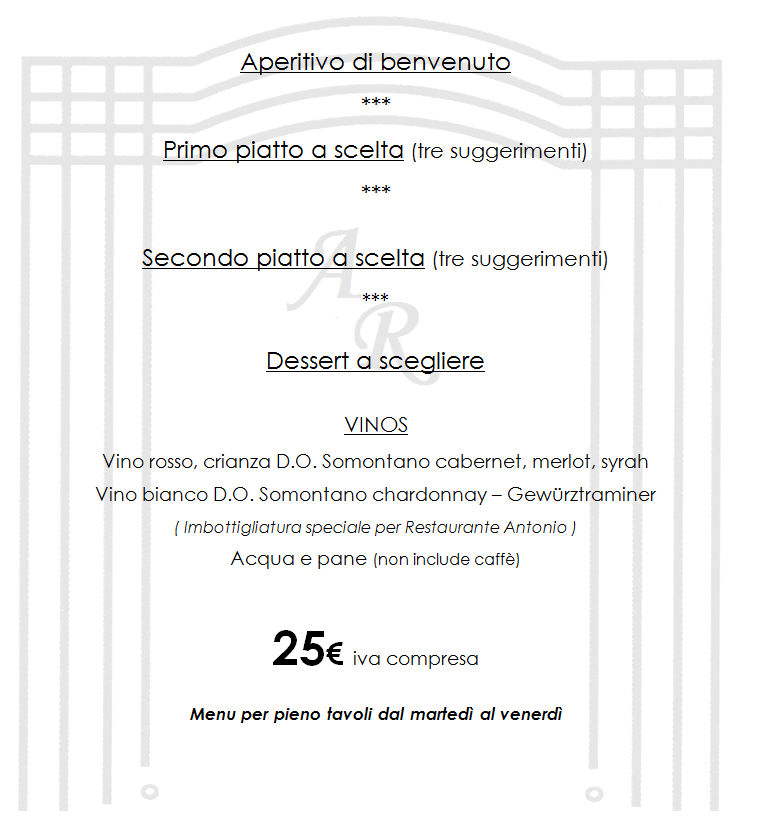 Aperitivo di benvenuto
***
Primo piatto a scelta (tre suggerimenti)
***
Secondo piatto a scelta (tre suggerimenti)
***
AR
Dessert a scegliere
VINOS
Vino rosso, crianza D.O. Somontano cabernet, merlot, syrah
Vino bianco D.O. Somontano chardonnay – Gewürztraminer
( Imbottigliatura speciale per Restaurante Antonio )
Acqua e pane (non include caffè)
25€ iva compresa
Menu per pieno tavoli dal martedì al venerdì